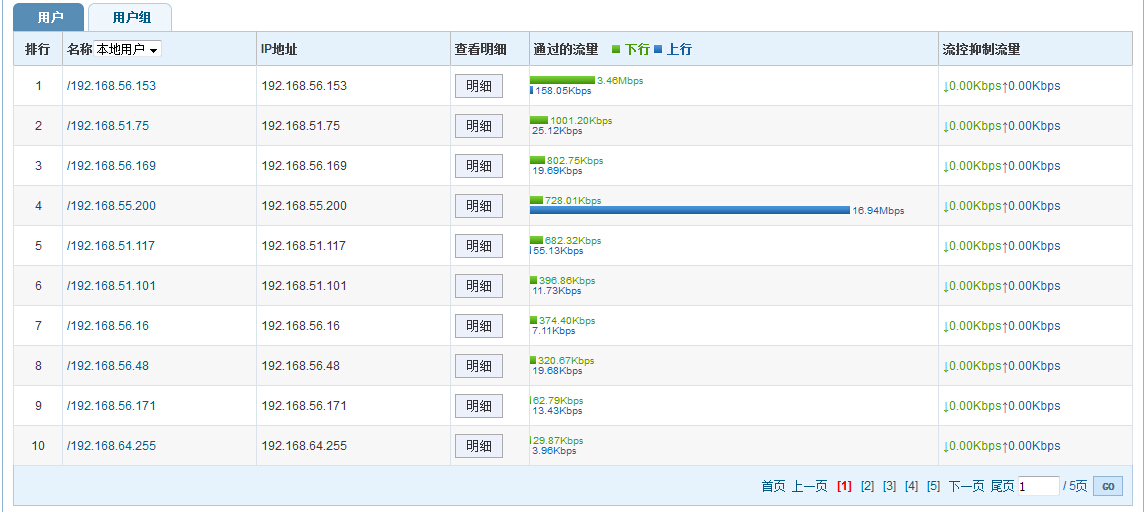 用户 用户组
排行 名称 本地用户 IP地址 查看明细 通过的流量 下行 上行 流控抑制流量
1 /192.168.56.153 192.168.56.153 明细 3.46Mbps ↓0.00Kbps↑0.00Kbps
158.05Kbps
2 /192.168.51.75 192.168.51.75 明细 1001.20Kbps ↓0.00Kbps↑0.00Kbps
25.12Kbps
3 /192.168.56.169 192.168.56.169 明细 802.75Kbps ↓0.00Kbps↑0.00Kbps
19.69Kbps
4 /192.168.55.200 192.168.55.200 明细 728.01Kbps ↓0.00Kbps↑0.00Kbps
16.94Mbps
5 /192.168.51.117 192.168.51.117 明细 682.32Kbps ↓0.00Kbps↑0.00Kbps
55.13Kbps
6 /192.168.51.101 192.168.51.101 明细 396.86Kbps ↓0.00Kbps↑0.00Kbps
11.73Kbps
7 /192.168.56.16 192.168.56.16 明细 374.40Kbps ↓0.00Kbps↑0.00Kbps
7.11Kbps
8 /192.168.56.48 192.168.56.48 明细 320.67Kbps ↓0.00Kbps↑0.00Kbps
19.68Kbps
9 /192.168.56.171 192.168.56.171 明细 62.79Kbps ↓0.00Kbps↑0.00Kbps
13.43Kbps
10 /192.168.64.255 192.168.64.255 明细 29.87Kbps ↓0.00Kbps↑0.00Kbps
3.96Kbps
首页 上一页 [1] [2] [3] [4] [5] 下一页 尾页 1 / 5页 GO